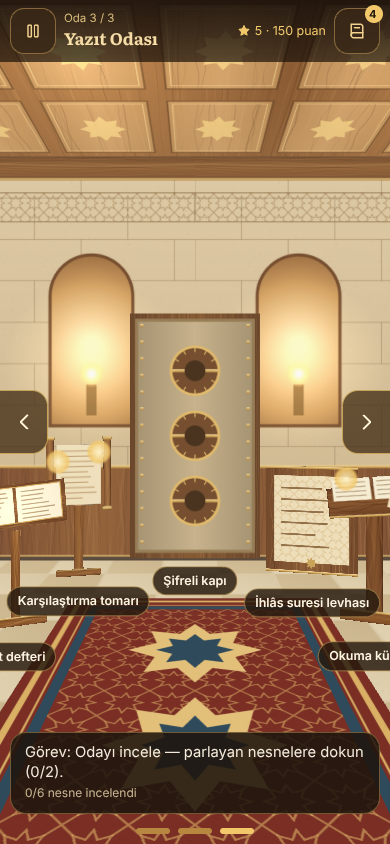 Oda 3 / 3
Yazıt Odası
★ 5 · 150 puan
4
Şifreli kapı
Karşılaştırma tomarı
İhlâs suresi levhası
t defteri
Okuma kü
Görev: Odayı incele — parlayan nesnelere dokun
(0/2).
0/6 nesne incelendi